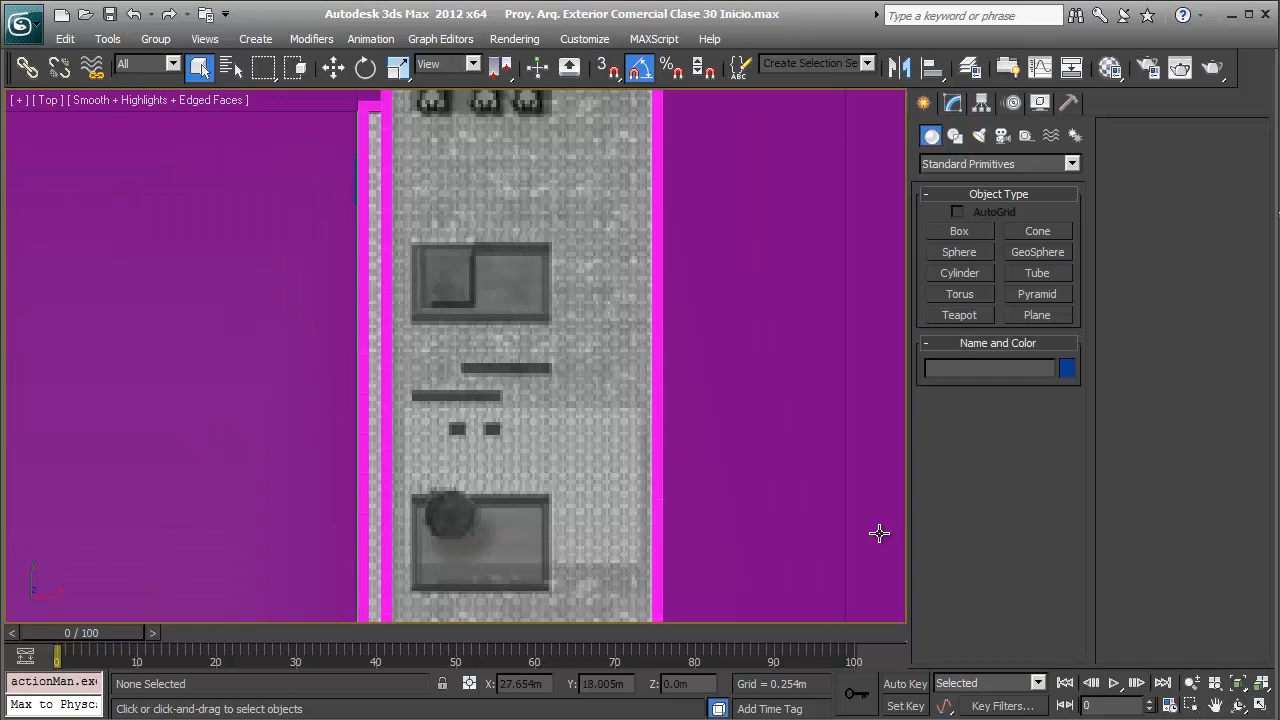 Autodesk 3ds Max 2012 x64 Proy. Arq. Exterior Comercial Clase 30 Inicio.max
Type a keyword or phrase
Edit Tools Group Views Create Modifiers Animation Graph Editors Rendering Customize MAXScript Help
All View Create Selection Se
[ + ] [ Top ] [ Smooth + Highlights + Edged Faces ]
Standard Primitives
- Object Type
AutoGrid
Box Cone
Sphere GeoSphere
Cylinder Tube
Torus Pyramid
Teapot Plane
- Name and Color
< 0 / 100 >
0 10 20 30 40 50 60 70 80 90 100
actionMan.exe None Selected X: 27.654m Y: 18.005m Z: 0.0m Grid = 0.254m Auto Key Selected
Max to Physc Click or click-and-drag to select objects Add Time Tag Set Key Key Filters... 0